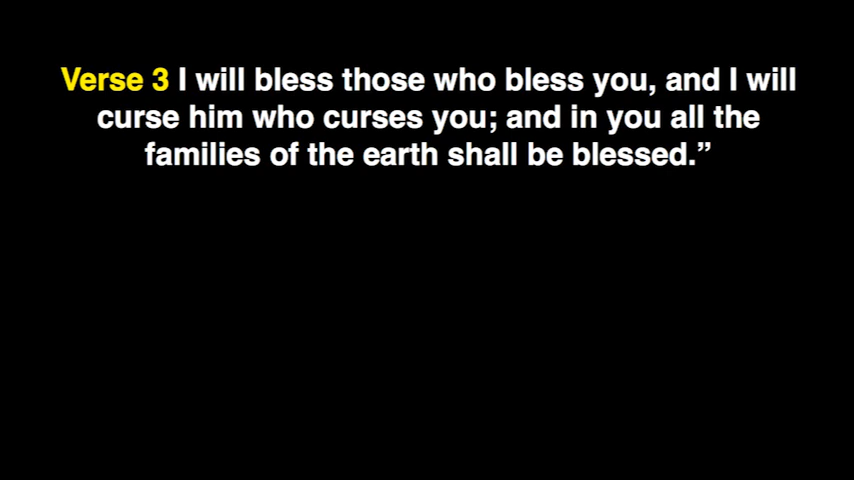 Verse 3 I will bless those who bless you, and I will
curse him who curses you; and in you all the
families of the earth shall be blessed.”